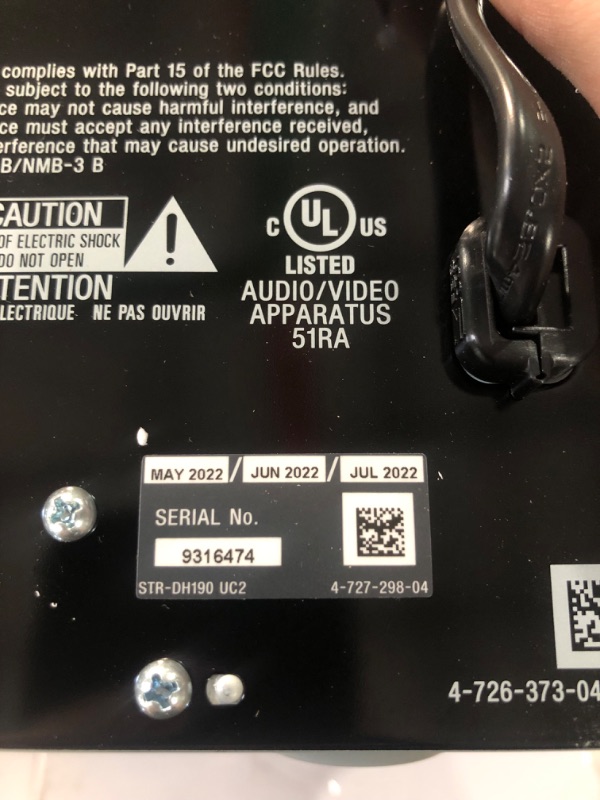 complies with Part 15 of the FCC Rules.
subject to the following two conditions:
ce may not cause harmful interference, and
ce must accept any interference received,
erference that may cause undesired operation.
B/NMB-3 B
CAUTION
OF ELECTRIC SHOCK
DO NOT OPEN
TENTION
LECTRIQUE NE PAS OUVRIR
C UL US
LISTED
AUDIO/VIDEO
APPARATUS
51RA
MAY 2022 / JUN 2022 / JUL 2022
SERIAL No.
9316474
STR-DH190 UC2 4-727-298-04
4-726-373-04